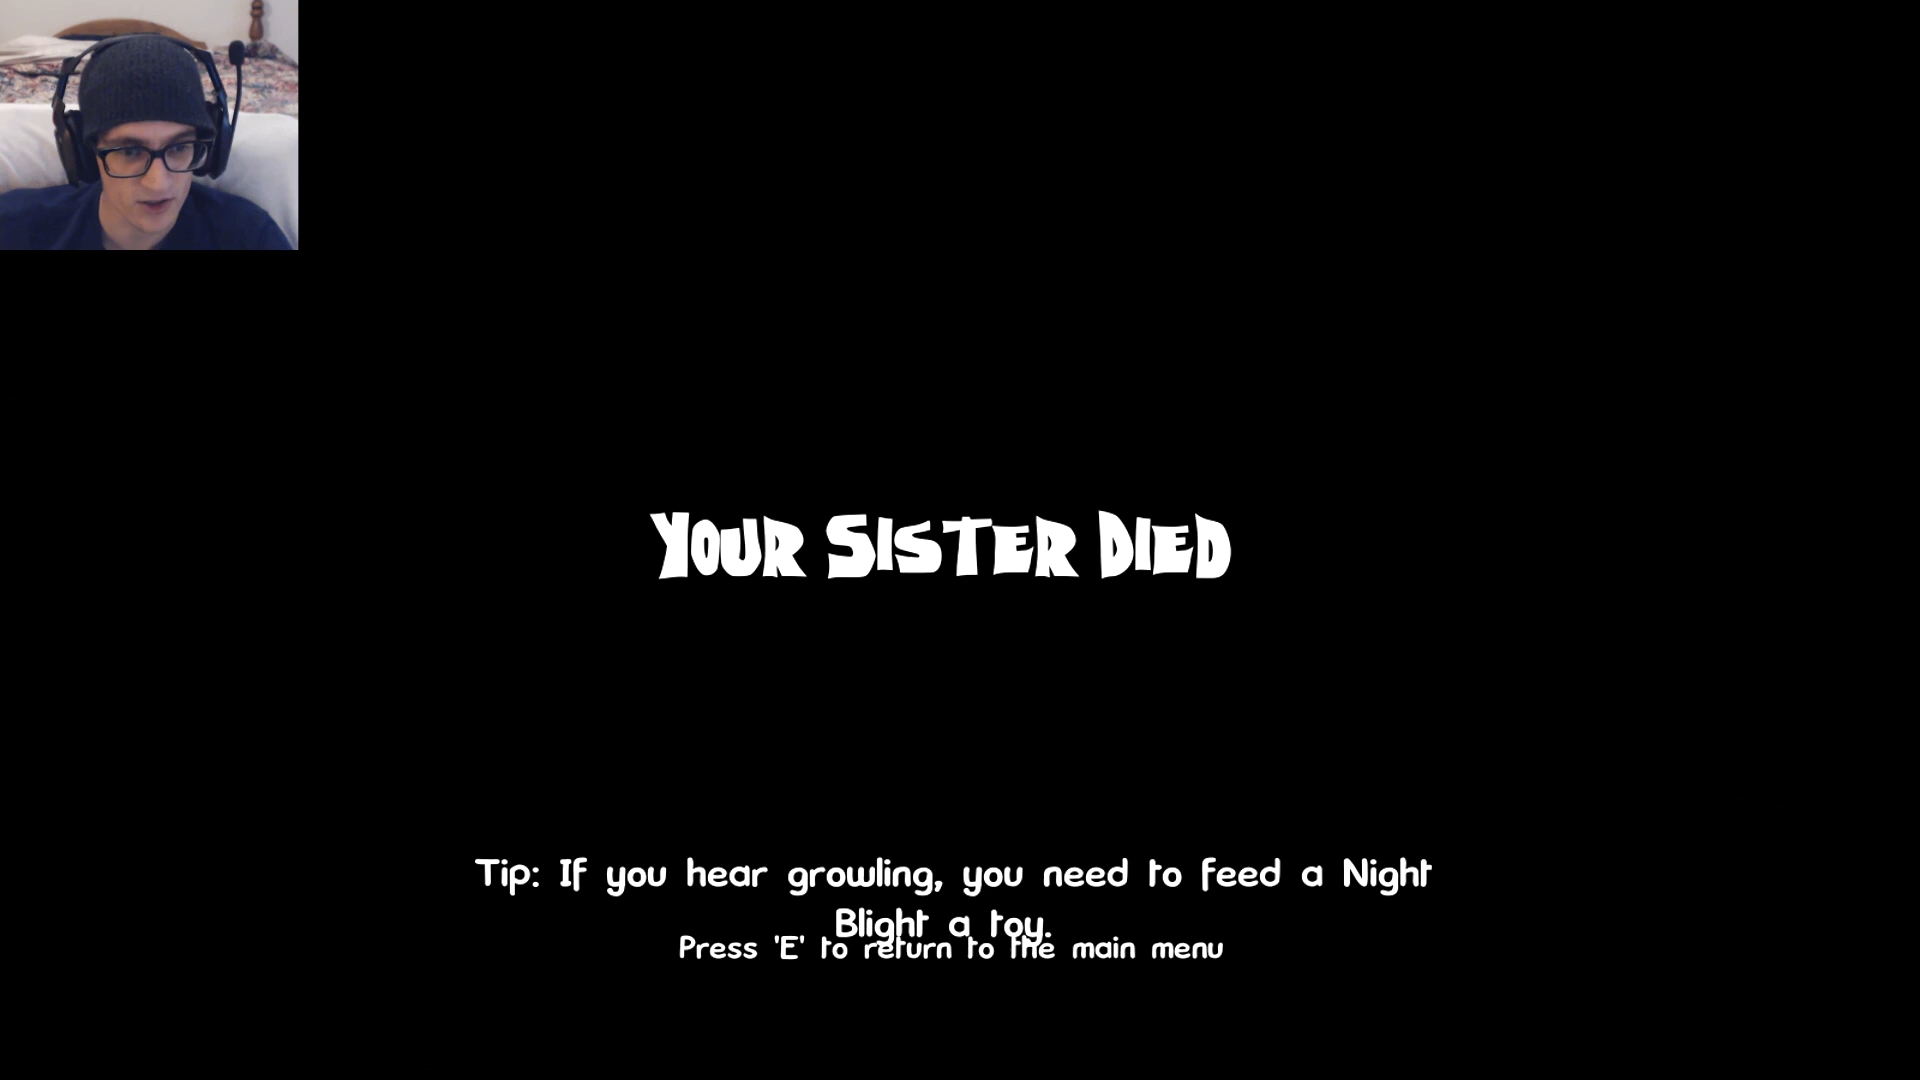 Your Sister Died
Tip: If you hear growling, you need to feed a Night
Blight a toy.
Press 'E' to return to the main menu